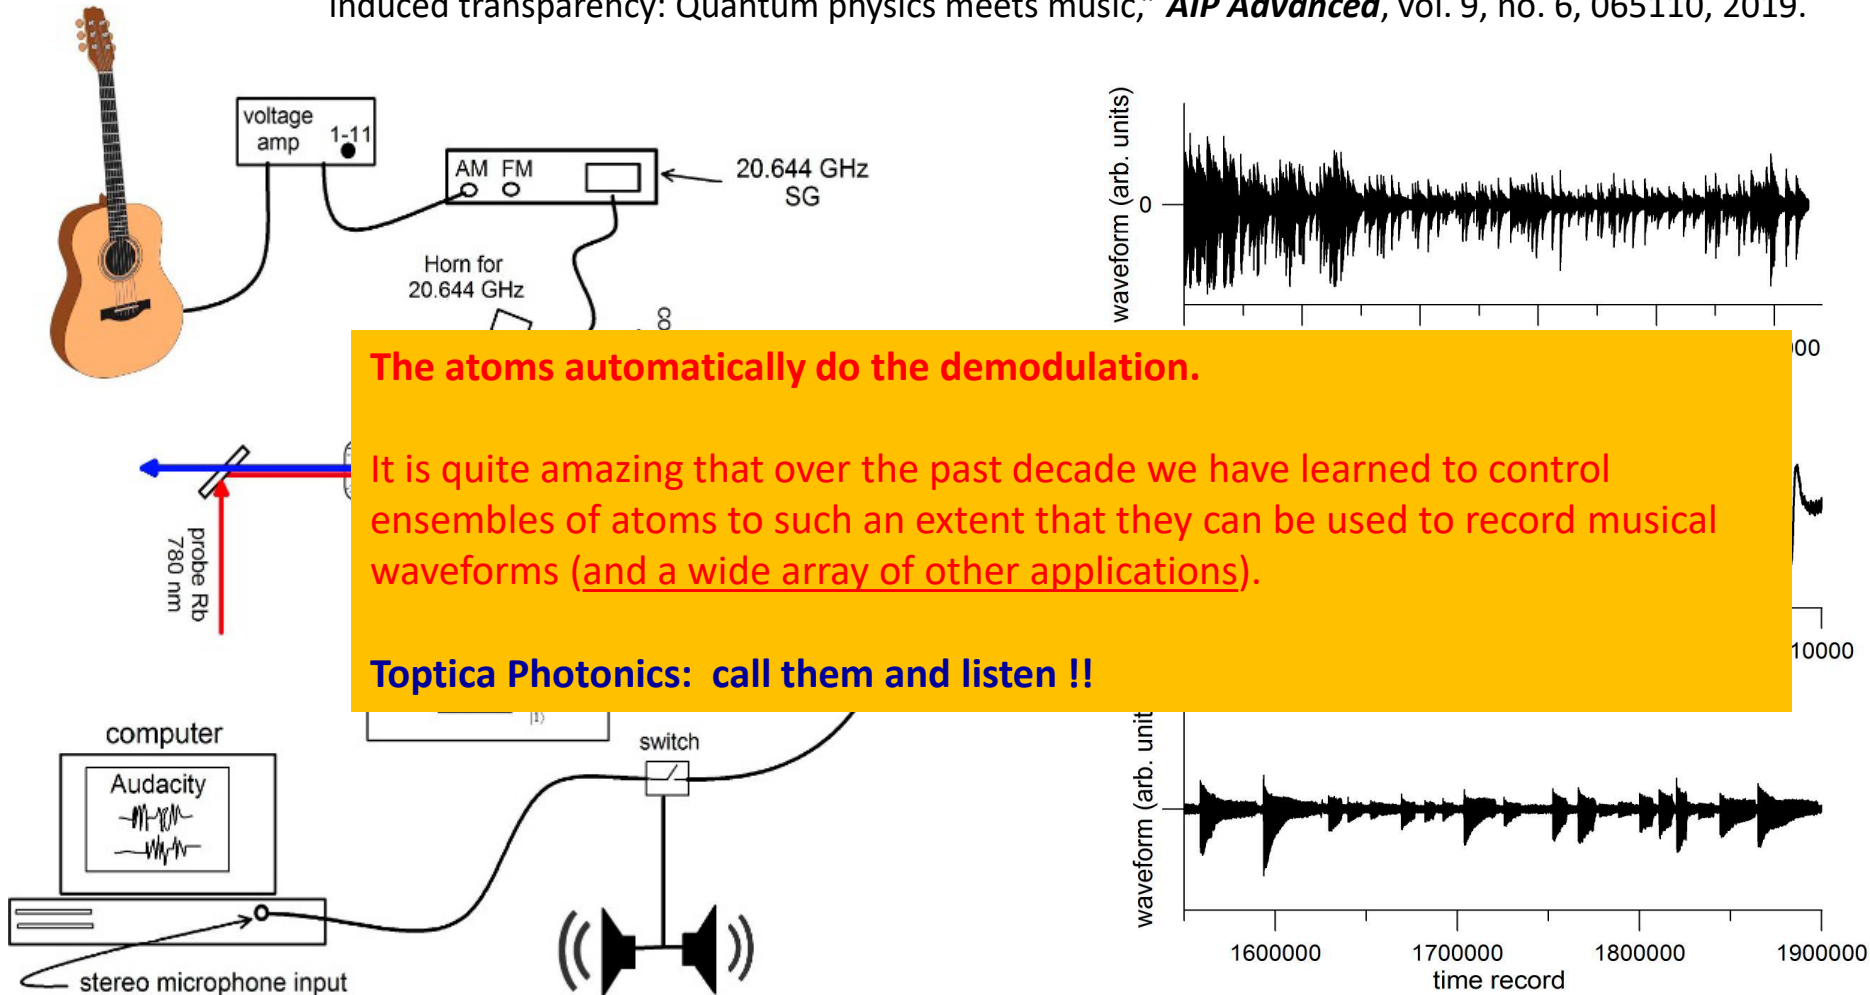 induced transparency: Quantum physics meets music," AIP Advanced, vol. 9, no. 6, 065110, 2019.
voltage
amp
1-11
AM FM
20.644 GHz
SG
Horn for
20.644 GHz
waveform (arb. units)
0
The atoms automatically do the demodulation.
It is quite amazing that over the past decade we have learned to control
ensembles of atoms to such an extent that they can be used to record musical
waveforms (and a wide array of other applications).
Toptica Photonics: call them and listen !!
probe Rb
780 nm
10000
|1⟩
computer
Audacity
switch
stereo microphone input
waveform (arb. unit
1600000
1700000
1800000
1900000
time record